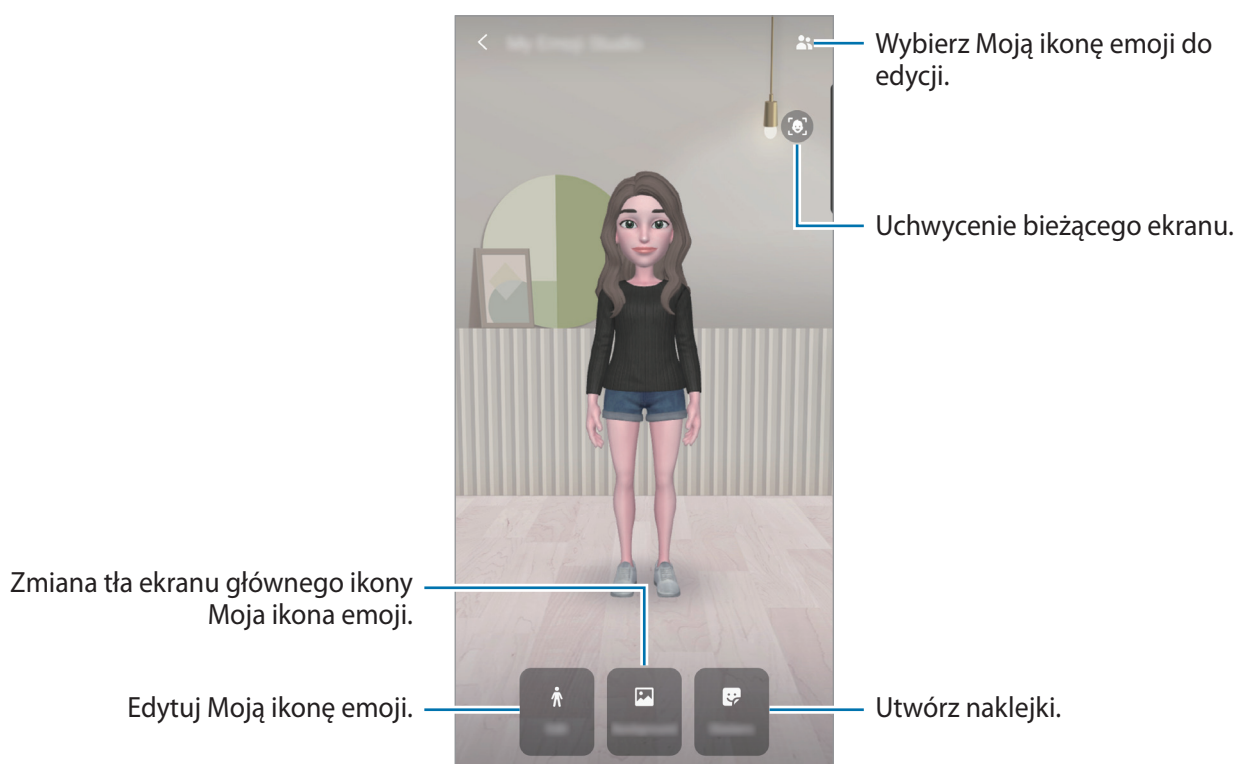 Wybierz Moją ikonę emoji do
edycji.
Uchwycenie bieżącego ekranu.
Zmiana tła ekranu głównego ikony
Moja ikona emoji.
Edytuj Moją ikonę emoji.
Utwórz naklejki.